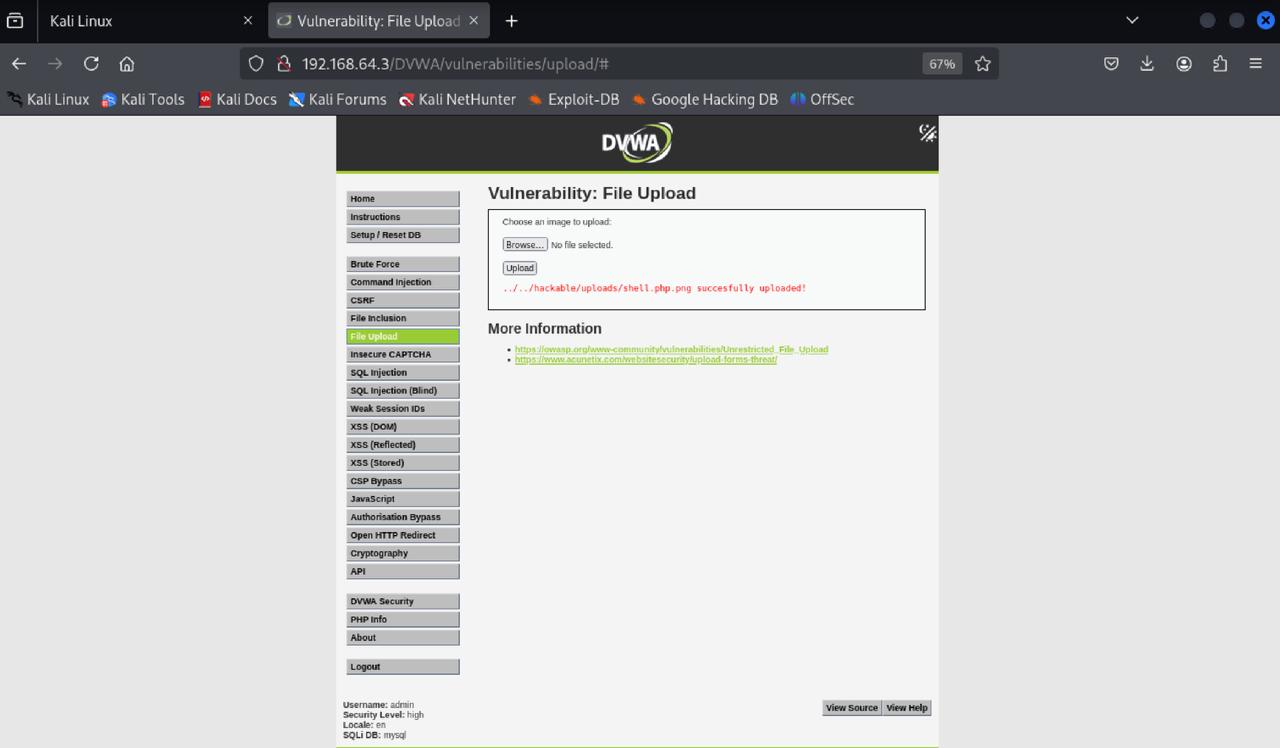 Kali Linux
Vulnerability: File Upload
192.168.64.3/DVWA/vulnerabilities/upload/#
67%
Kali Linux Kali Tools Kali Docs Kali Forums Kali NetHunter Exploit-DB Google Hacking DB OffSec
DVWA
Home
Instructions
Setup / Reset DB
Brute Force
Command Injection
CSRF
File Inclusion
File Upload
Insecure CAPTCHA
SQL Injection
SQL Injection (Blind)
Weak Session IDs
XSS (DOM)
XSS (Reflected)
XSS (Stored)
CSP Bypass
JavaScript
Authorisation Bypass
Open HTTP Redirect
Cryptography
API
DVWA Security
PHP Info
About
Logout
Vulnerability: File Upload
Choose an image to upload:
Browse... No file selected.
Upload
../../hackable/uploads/shell.php.png succesfully uploaded!
More Information
https://owasp.org/www-community/vulnerabilities/Unrestricted_File_Upload
https://www.acunetix.com/websitesecurity/upload-forms-threat/
Username: admin
Security Level: high
Locale: en
SQLi DB: mysql
View Source View Help